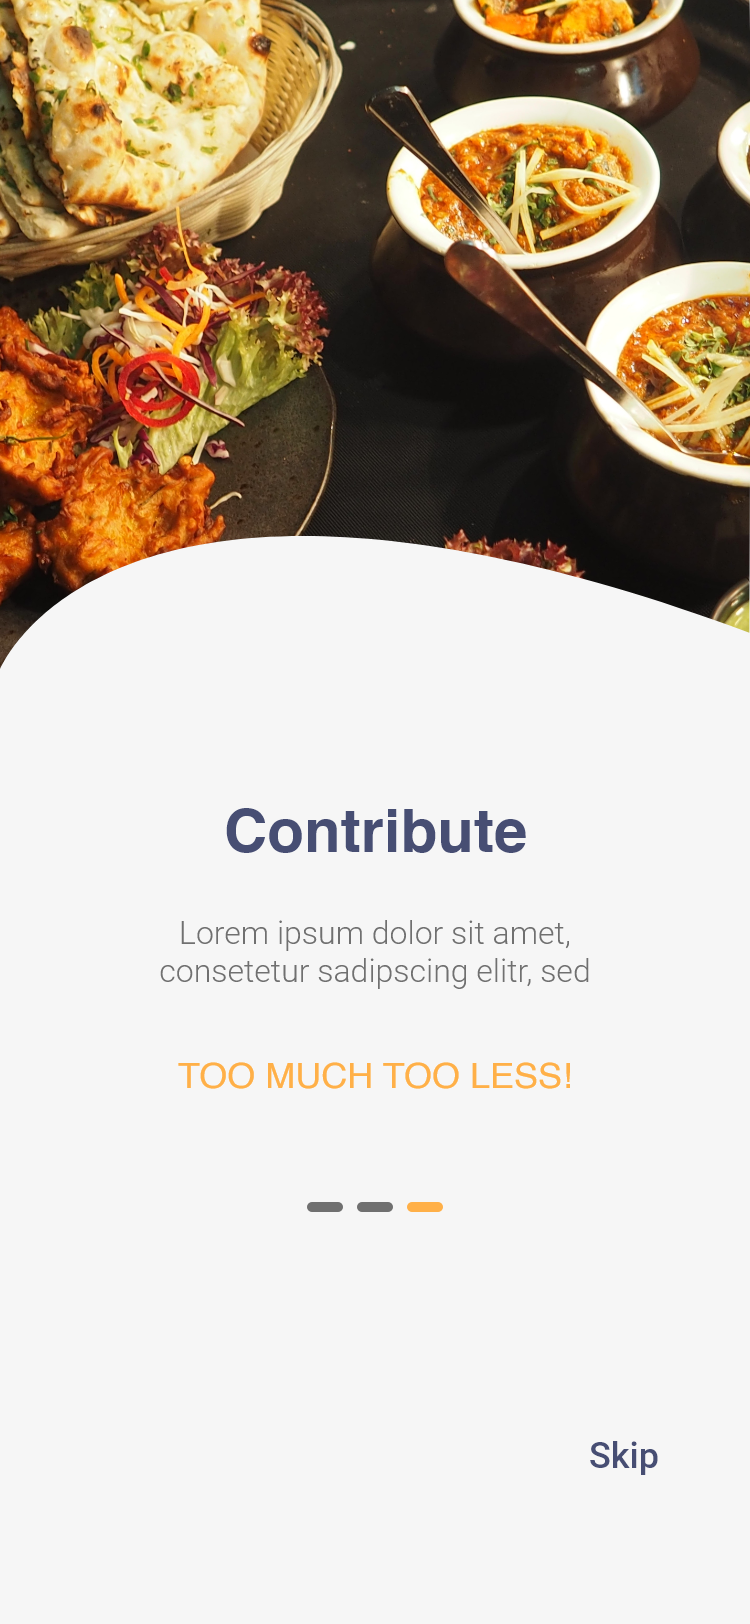 Contribute
Lorem ipsum dolor sit amet,
consetetur sadipscing elitr, sed
TOO MUCH TOO LESS!
Skip